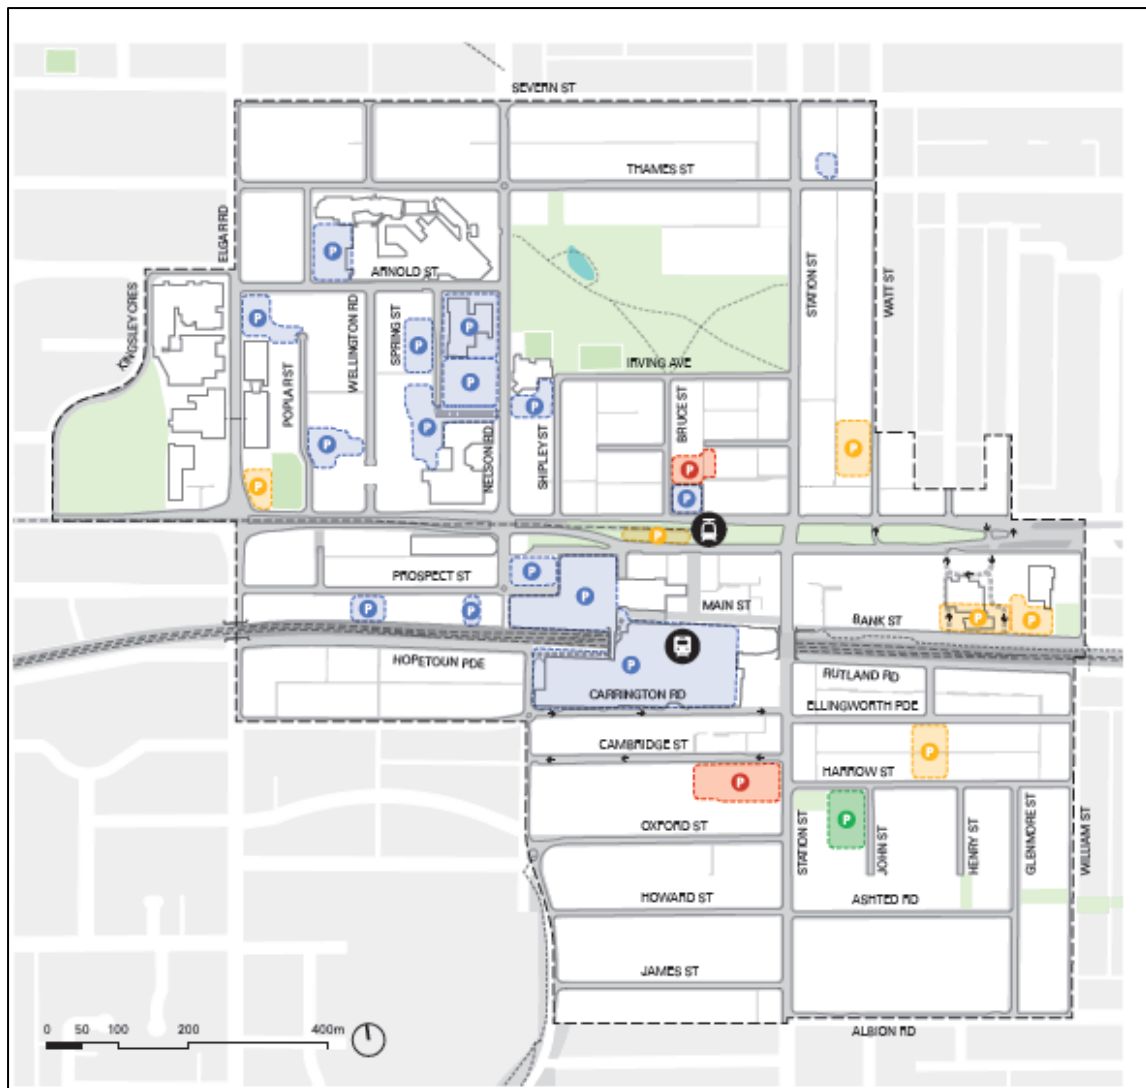 SEVERN ST
THAMES ST
ELGAR RD
ARNOLD ST
KINGSLEY CRES
STATION ST
WATT ST
WELLINGTON RD
SPRING ST
POPLAR ST
NELSON RD
SHIPLEY ST
IRVING AVE
BRUCE ST
P
P
P
P
P
P
P
P
P
P
P
P
P
PROSPECT ST
P
P
P
MAIN ST
BANK ST
P
P
HOPETOUN PDE
P
CARRINGTON RD
RUTLAND RD
ELLINGWORTH PDE
CAMBRIDGE ST
P
HARROW ST
P
OXFORD ST
STATION ST
P
JOHN ST
HENRY ST
GLENMORE ST
WILLIAM ST
HOWARD ST
ASHTED RD
JAMES ST
ALBION RD
0 50 100 200 400m